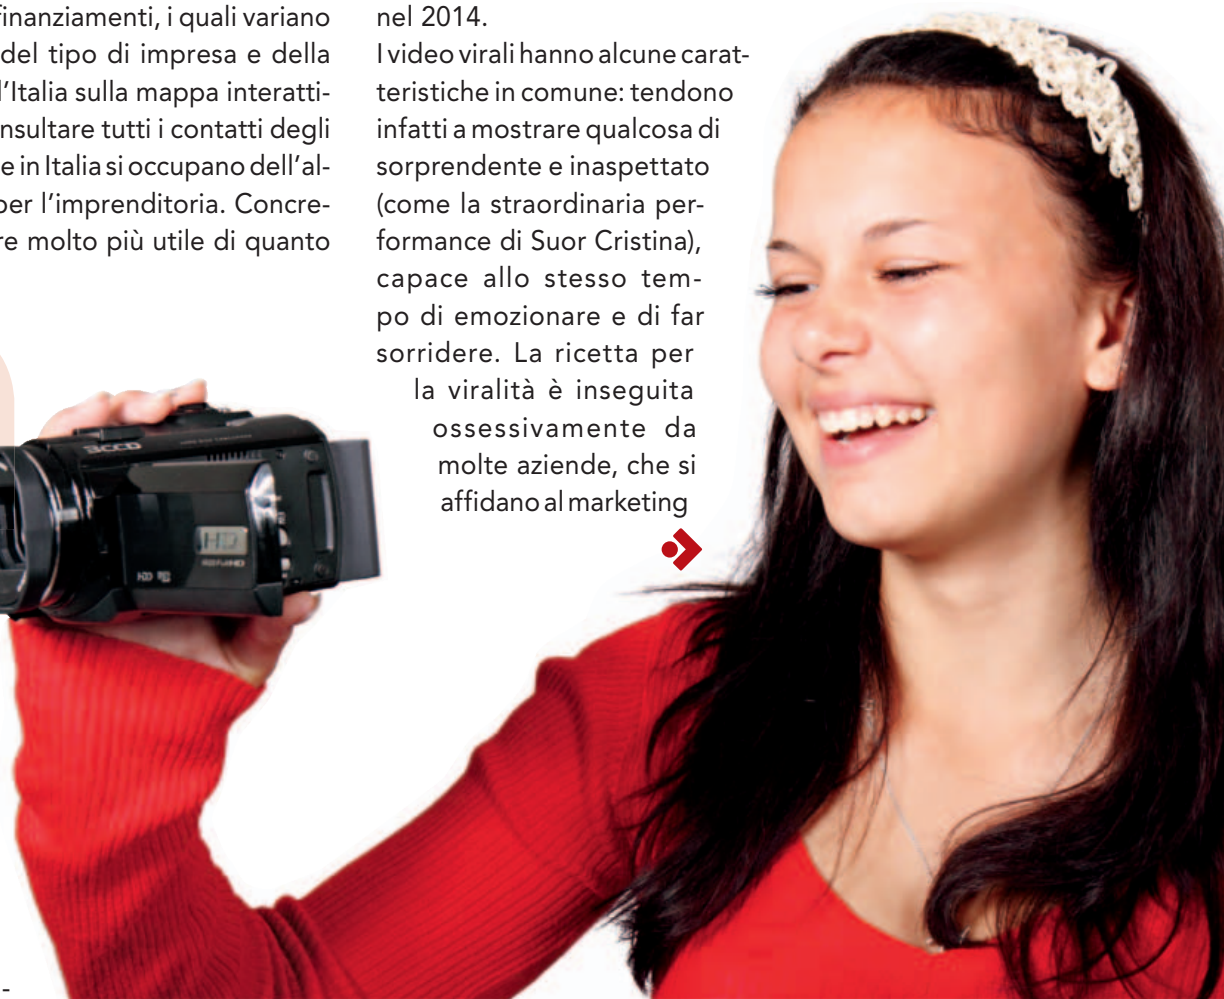 finanziamenti, i quali variano
del tipo di impresa e della
l'Italia sulla mappa interatti-
nsultare tutti i contatti degli
e in Italia si occupano dell'al-
per l'imprenditoria. Concre-
re molto più utile di quanto
nel 2014.
I video virali hanno alcune carat-
teristiche in comune: tendono
infatti a mostrare qualcosa di
sorprendente e inaspettato
(come la straordinaria per-
formance di Suor Cristina),
capace allo stesso tem-
po di emozionare e di far
sorridere. La ricetta per
la viralità è inseguita
ossessivamente da
molte aziende, che si
affidano al marketing
3CCD
HD
-